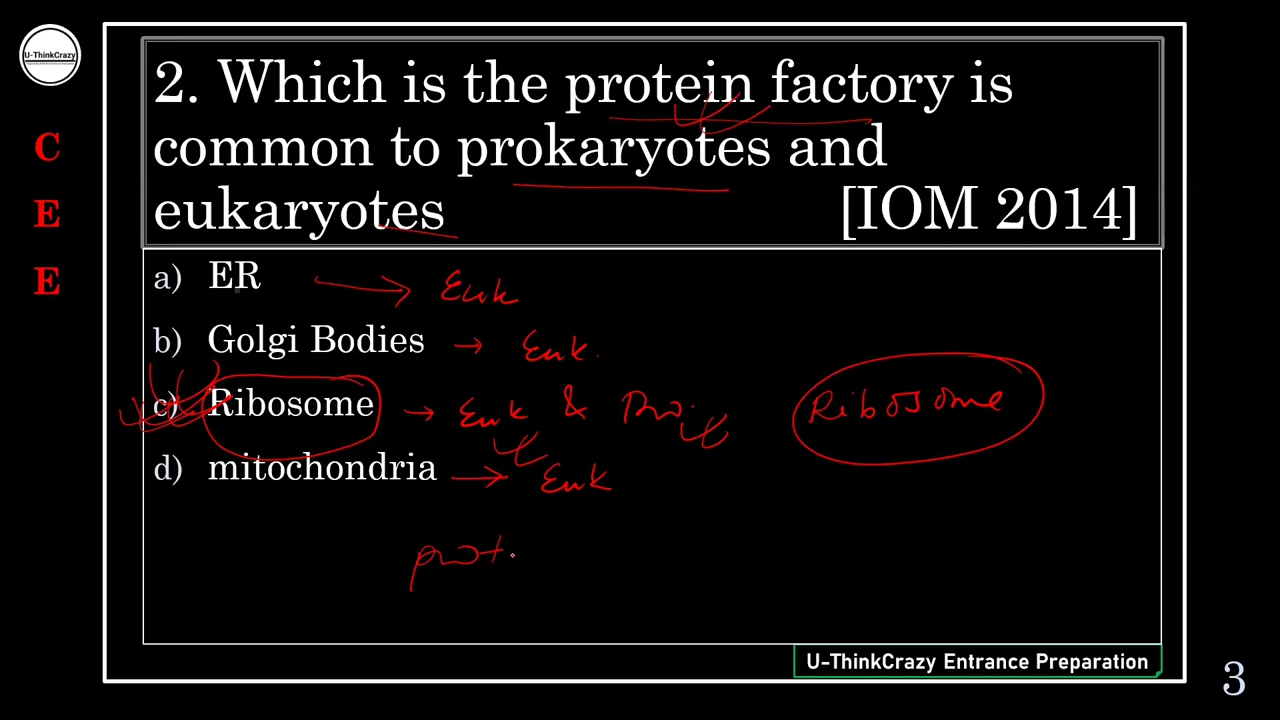 U-ThinkCrazy
C
E
E
2. Which is the protein factory is
common to prokaryotes and
eukaryotes [IOM 2014]
a) ER → Euk
b) Golgi Bodies → Euk.
c) Ribosome → Euk & Pro. Ribosome
d) mitochondria → Euk
prot
U-ThinkCrazy Entrance Preparation
3